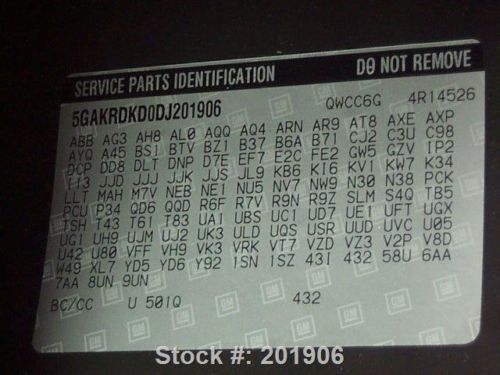 SERVICE PARTS IDENTIFICATION DO NOT REMOVE
5GAKRDKD0DJ201906 QWCC6G 4R14526
ABB AG3 AH8 AL0 AQQ AQ4 ARN AR9 AT8 AXE AXP
AYQ A45 BS1 BTV BZ1 B37 B6A B71 CJ2 C3U C98
DCP DD8 DLT DNP D7E EF7 E2C FE2 GW5 GZV IP2
I13 JJD JJJ JJK JJS JL9 KB6 KI6 KV1 KW7 K34
LLT MAH M7V NEB NE1 NU5 NV7 NW9 N30 N38 PCK
PCU P34 QD6 QQD R6F R7V R9N R9Z SLM S4Q TB5
TSH T43 T61 T83 UA1 UBS UC1 UD7 UE1 UFT UGX
UG1 UH9 UJM UJ2 UK3 ULD UQS USR UUD UVC U05
U42 U80 VFF VH9 VK3 VRK VT7 VZD VZ3 V2P V8D
W49 XL7 YD5 YD6 Y92 1SN 1SZ 43I 432 58U 6AA
7AA 8UN 9UN
BC/CC U 501Q 432
GM
Stock #: 201906